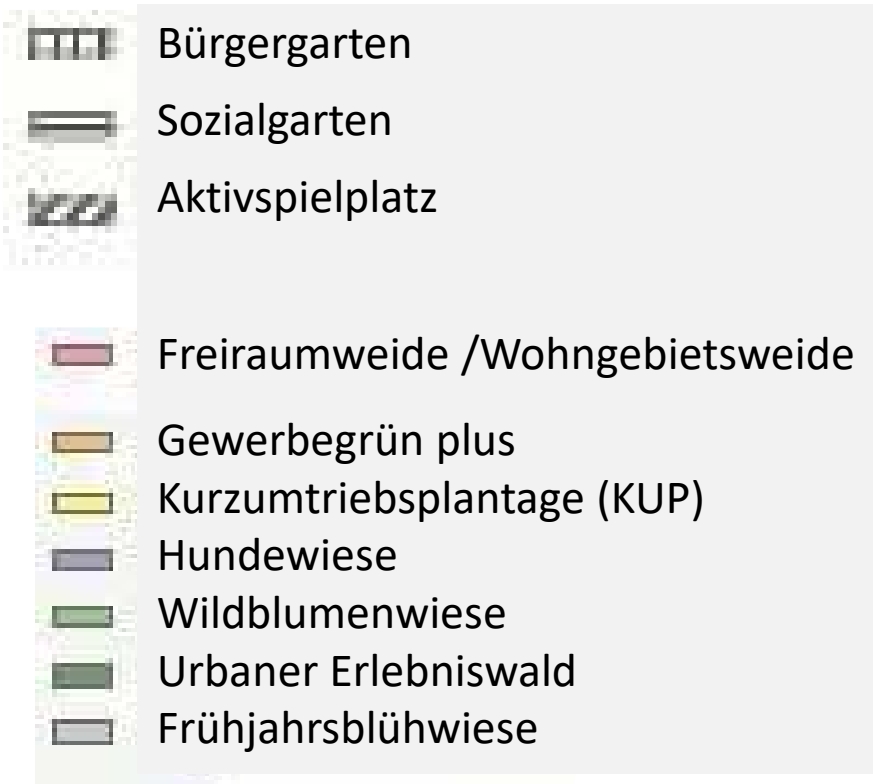 Bürgergarten
Sozialgarten
Aktivspielplatz
Freiraumweide /Wohngebietsweide
Gewerbegrün plus
Kurzumtriebsplantage (KUP)
Hundewiese
Wildblumenwiese
Urbaner Erlebniswald
Frühjahrsblühwiese